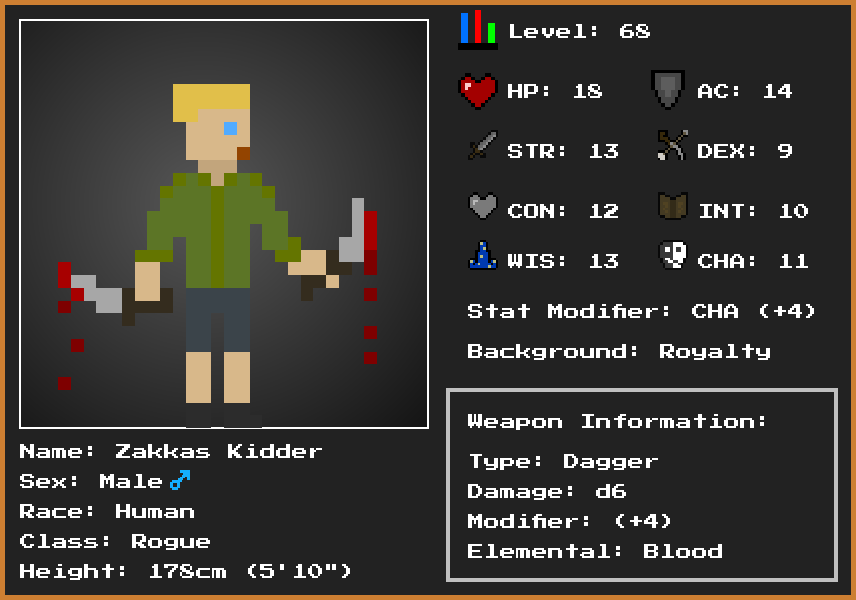 Level: 68
HP: 18
AC: 14
STR: 13
DEX: 9
CON: 12
INT: 10
WIS: 13
CHA: 11
Stat Modifier: CHA (+4)
Background: Royalty
Weapon Information:
Type: Dagger
Damage: d6
Modifier: (+4)
Elemental: Blood
Name: Zakkas Kidder
Sex: Male ♂
Race: Human
Class: Rogue
Height: 178cm (5'10")